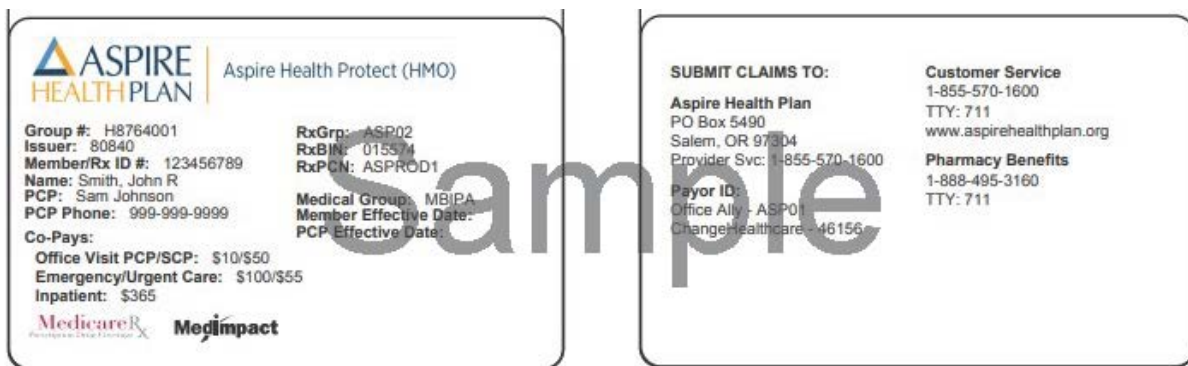 ASPIRE
HEALTH PLAN
Aspire Health Protect (HMO)
Group #: H8764001
Issuer: 80840
Member/Rx ID #: 123456789
Name: Smith, John R
PCP: Sam Johnson
PCP Phone: 999-999-9999
RxGrp: ASP02
RxBIN: 015574
RxPCN: ASPROD1
Medical Group: MBIPA
Member Effective Date:
PCP Effective Date:
Co-Pays:
Office Visit PCP/SCP: $10/$50
Emergency/Urgent Care: $100/$55
Inpatient: $365
MedicareRx
Prescription Drug Coverage
MedImpact
SUBMIT CLAIMS TO:
Aspire Health Plan
PO Box 5490
Salem, OR 97304
Provider Svc: 1-855-570-1600
Payor ID:
Office Ally - ASP01
ChangeHealthcare - 46156
Customer Service
1-855-570-1600
TTY: 711
www.aspirehealthplan.org
Pharmacy Benefits
1-888-495-3160
TTY: 711
Sample